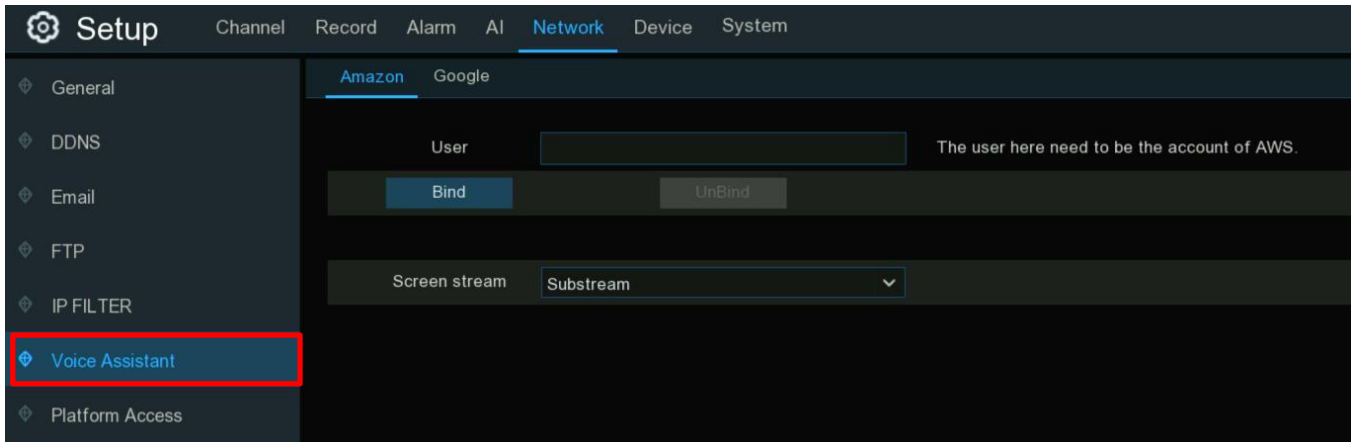 Setup Channel Record Alarm AI Network Device System
General
Amazon Google
DDNS
User The user here need to be the account of AWS.
Email
Bind UnBind
FTP
Screen stream Substream
IP FILTER
Voice Assistant
Platform Access